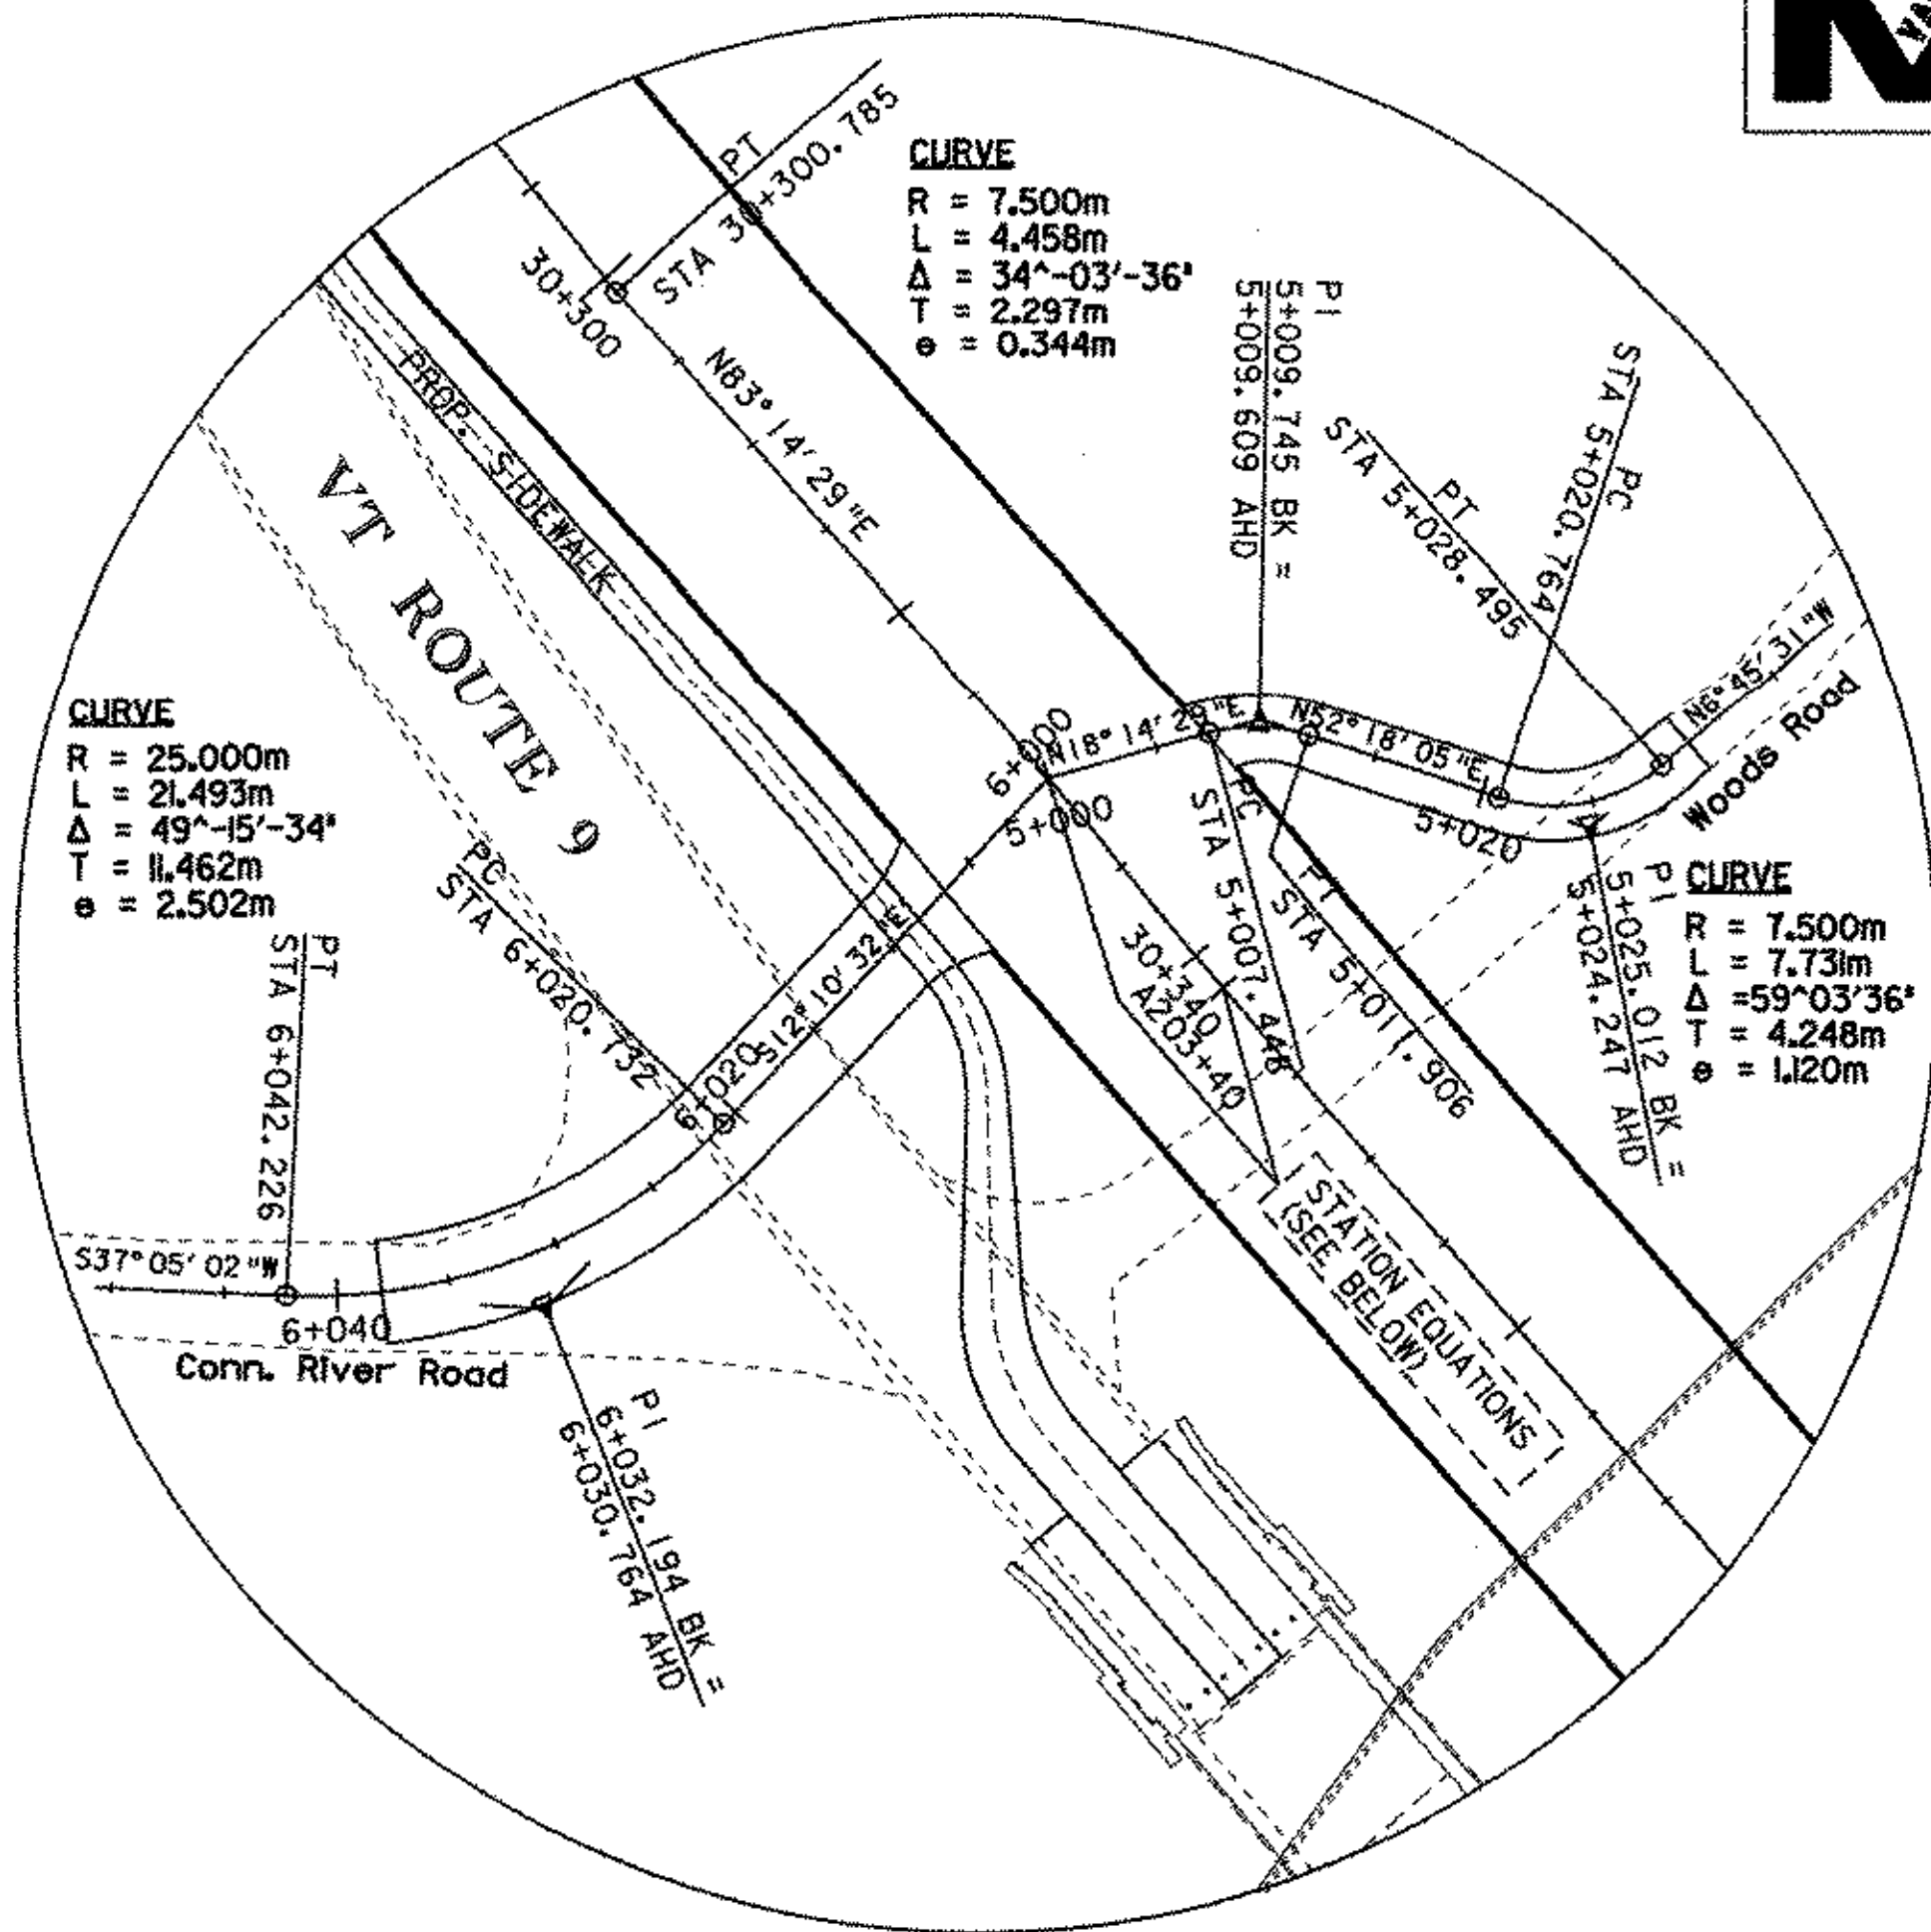 PT
STA 30+300.785
30+300
CURVE
R = 7.500m
L = 4.458m
Δ = 34^-03'-36"
T = 2.297m
e = 0.344m
N83°14'29"E
PROP. SIDEWALK
VT ROUTE 9
PI
5+009.745 BK =
5+009.609 AHD
PC
STA 5+020.764
PT
STA 5+028.495
N18°14'29"E
N52°18'05"E
N6°45'31"W
Woods Road
6+000
5+000
5+020
PC
STA 5+007.448
PT
STA 5+011.906
PI
5+025.012 BK =
5+024.247 AHD
CURVE
R = 7.500m
L = 7.731m
Δ =59^03'36"
T = 4.248m
e = 1.120m
CURVE
R = 25.000m
L = 21.493m
Δ = 49^-15'-34"
T = 11.462m
e = 2.502m
PC
STA 6+020.732
PT
STA 6+042.226
6+020
S12°10'32"E
30+340
A203+40
STATION EQUATIONS
(SEE BELOW)
S37°05'02"W
6+040
Conn. River Road
PI
6+032.194 BK =
6+030.764 AHD